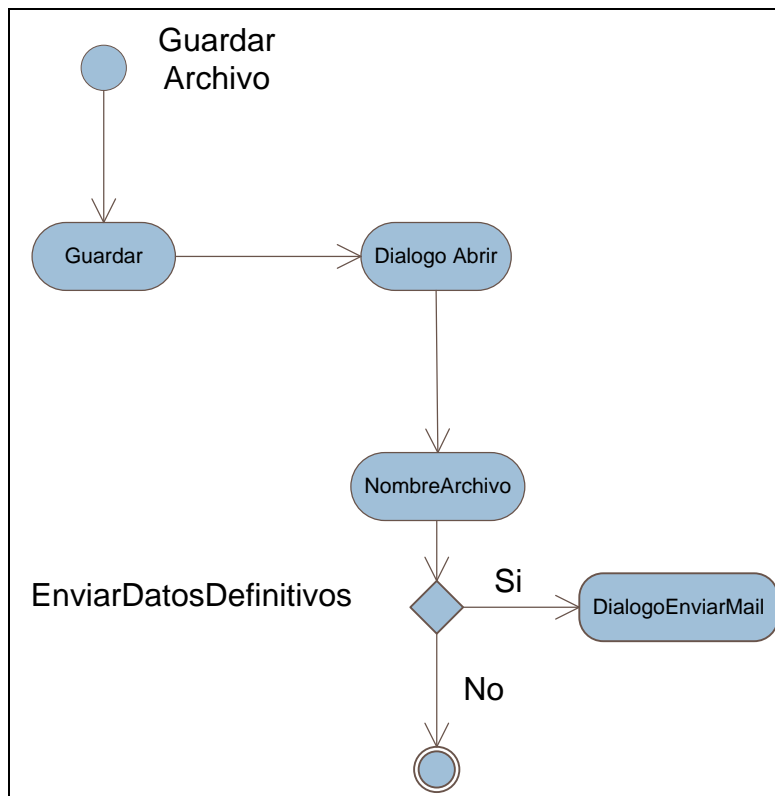 Guardar
Archivo
Guardar
Dialogo Abrir
NombreArchivo
EnviarDatosDefinitivos
Si
DialogoEnviarMail
No